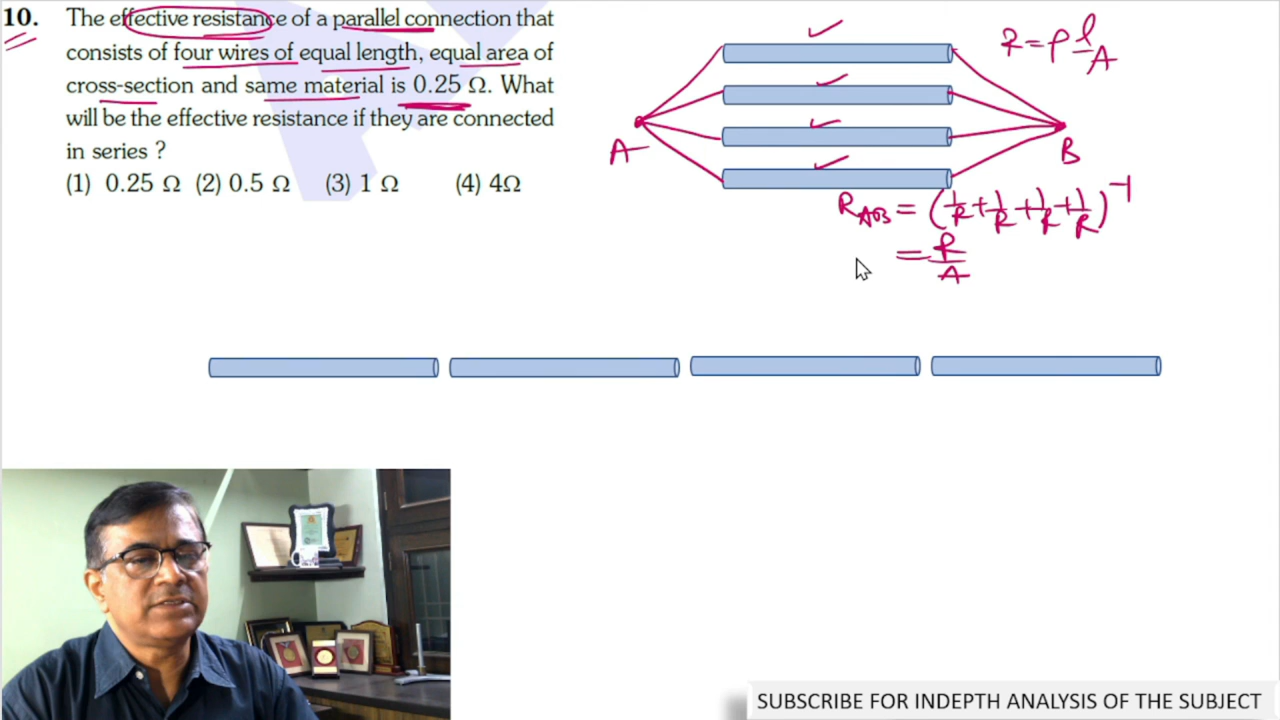 10. The effective resistance of a parallel connection that
consists of four wires of equal length, equal area of
cross-section and same material is 0.25 Ω. What
will be the effective resistance if they are connected
in series ?
(1) 0.25 Ω (2) 0.5 Ω (3) 1 Ω (4) 4Ω
R=ρ l/A
A
B
R_AB = (1/R+1/R+1/R+1/R)^-1
= R/4
SUBSCRIBE FOR INDEPTH ANALYSIS OF THE SUBJECT